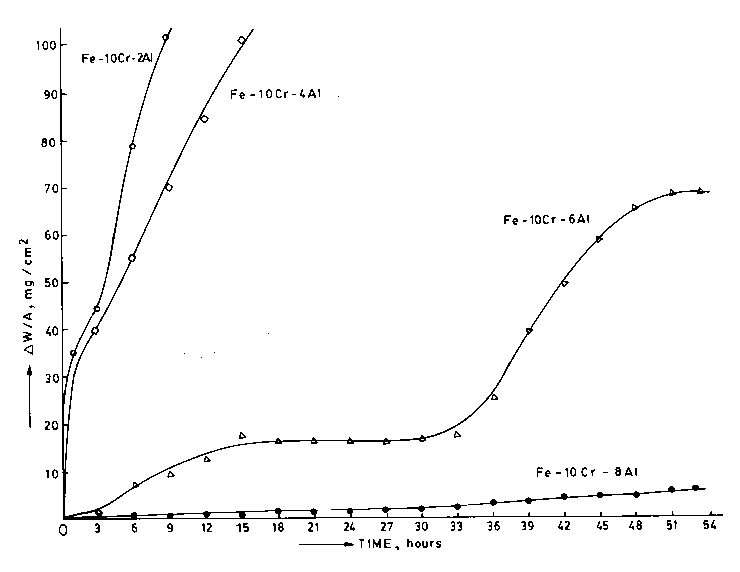 100
90
80
70
60
50
40
30
20
10
ΔW/A, mg/cm²
Fe-10Cr-2Al
Fe-10Cr-4Al
Fe-10Cr-6Al
Fe-10Cr-8Al
0 3 6 9 12 15 18 21 24 27 30 33 36 39 42 45 48 51 54
TIME, hours